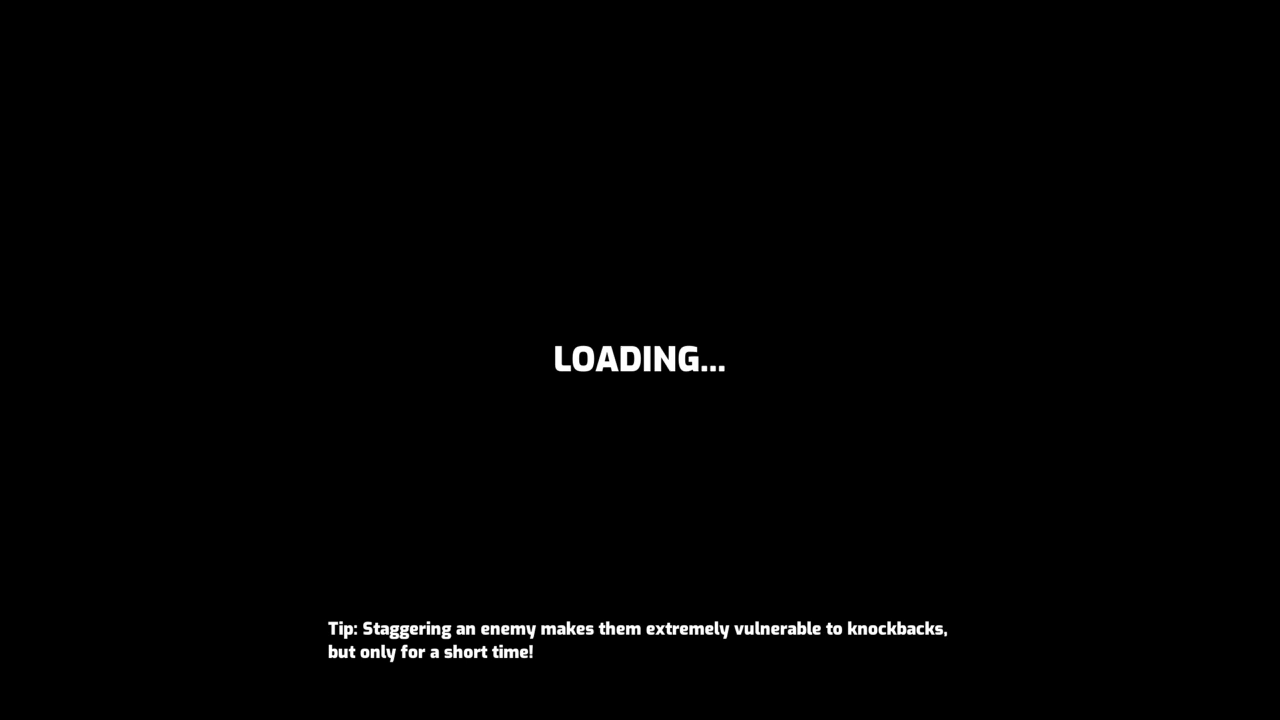 LOADING...
Tip: Staggering an enemy makes them extremely vulnerable to knockbacks,
but only for a short time!